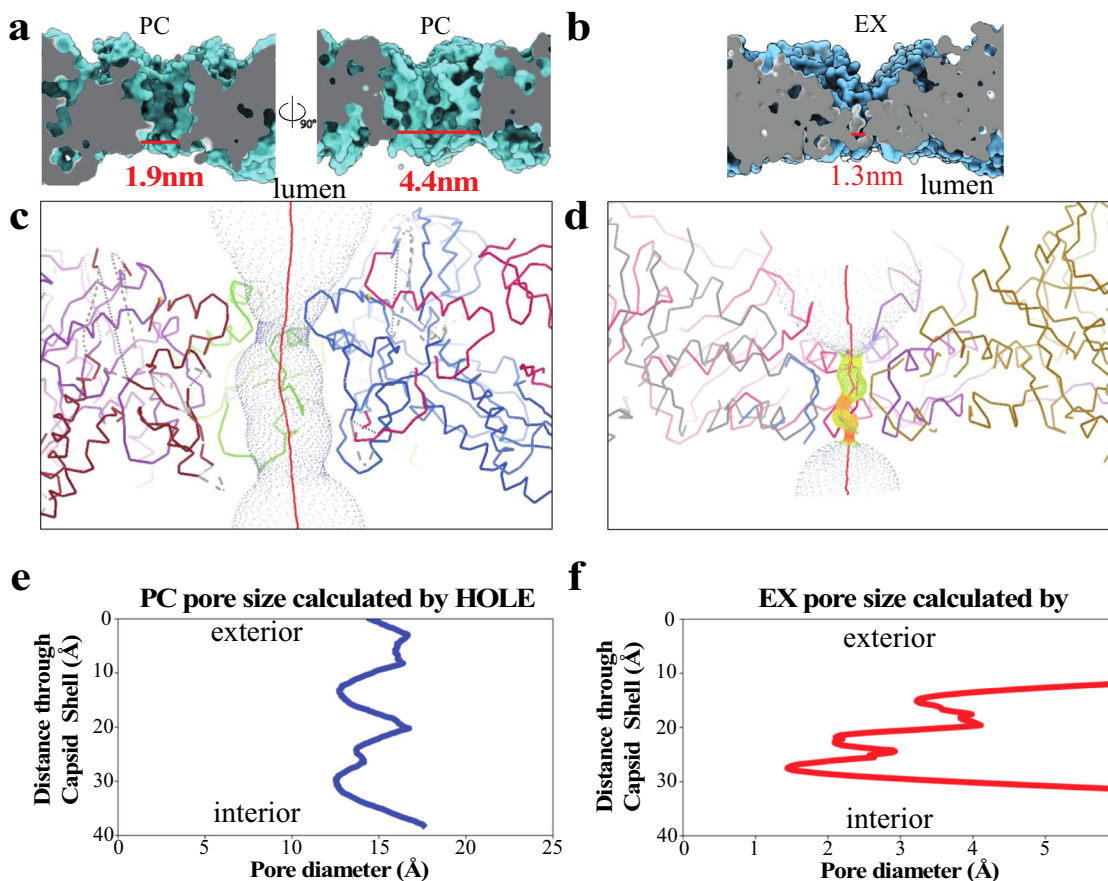 a
PC
PC
90°
1.9nm
4.4nm
lumen
b
EX
1.3nm
lumen
c
d
e
PC pore size calculated by HOLE
0
10
20
30
40
Distance through
Capsid Shell (Å)
exterior
interior
0 5 10 15 20 25
Pore diameter (Å)
f
EX pore size calculated by
0
10
20
30
40
Distance through
Capsid Shell (Å)
exterior
interior
0 1 2 3 4 5
Pore diameter (Å)